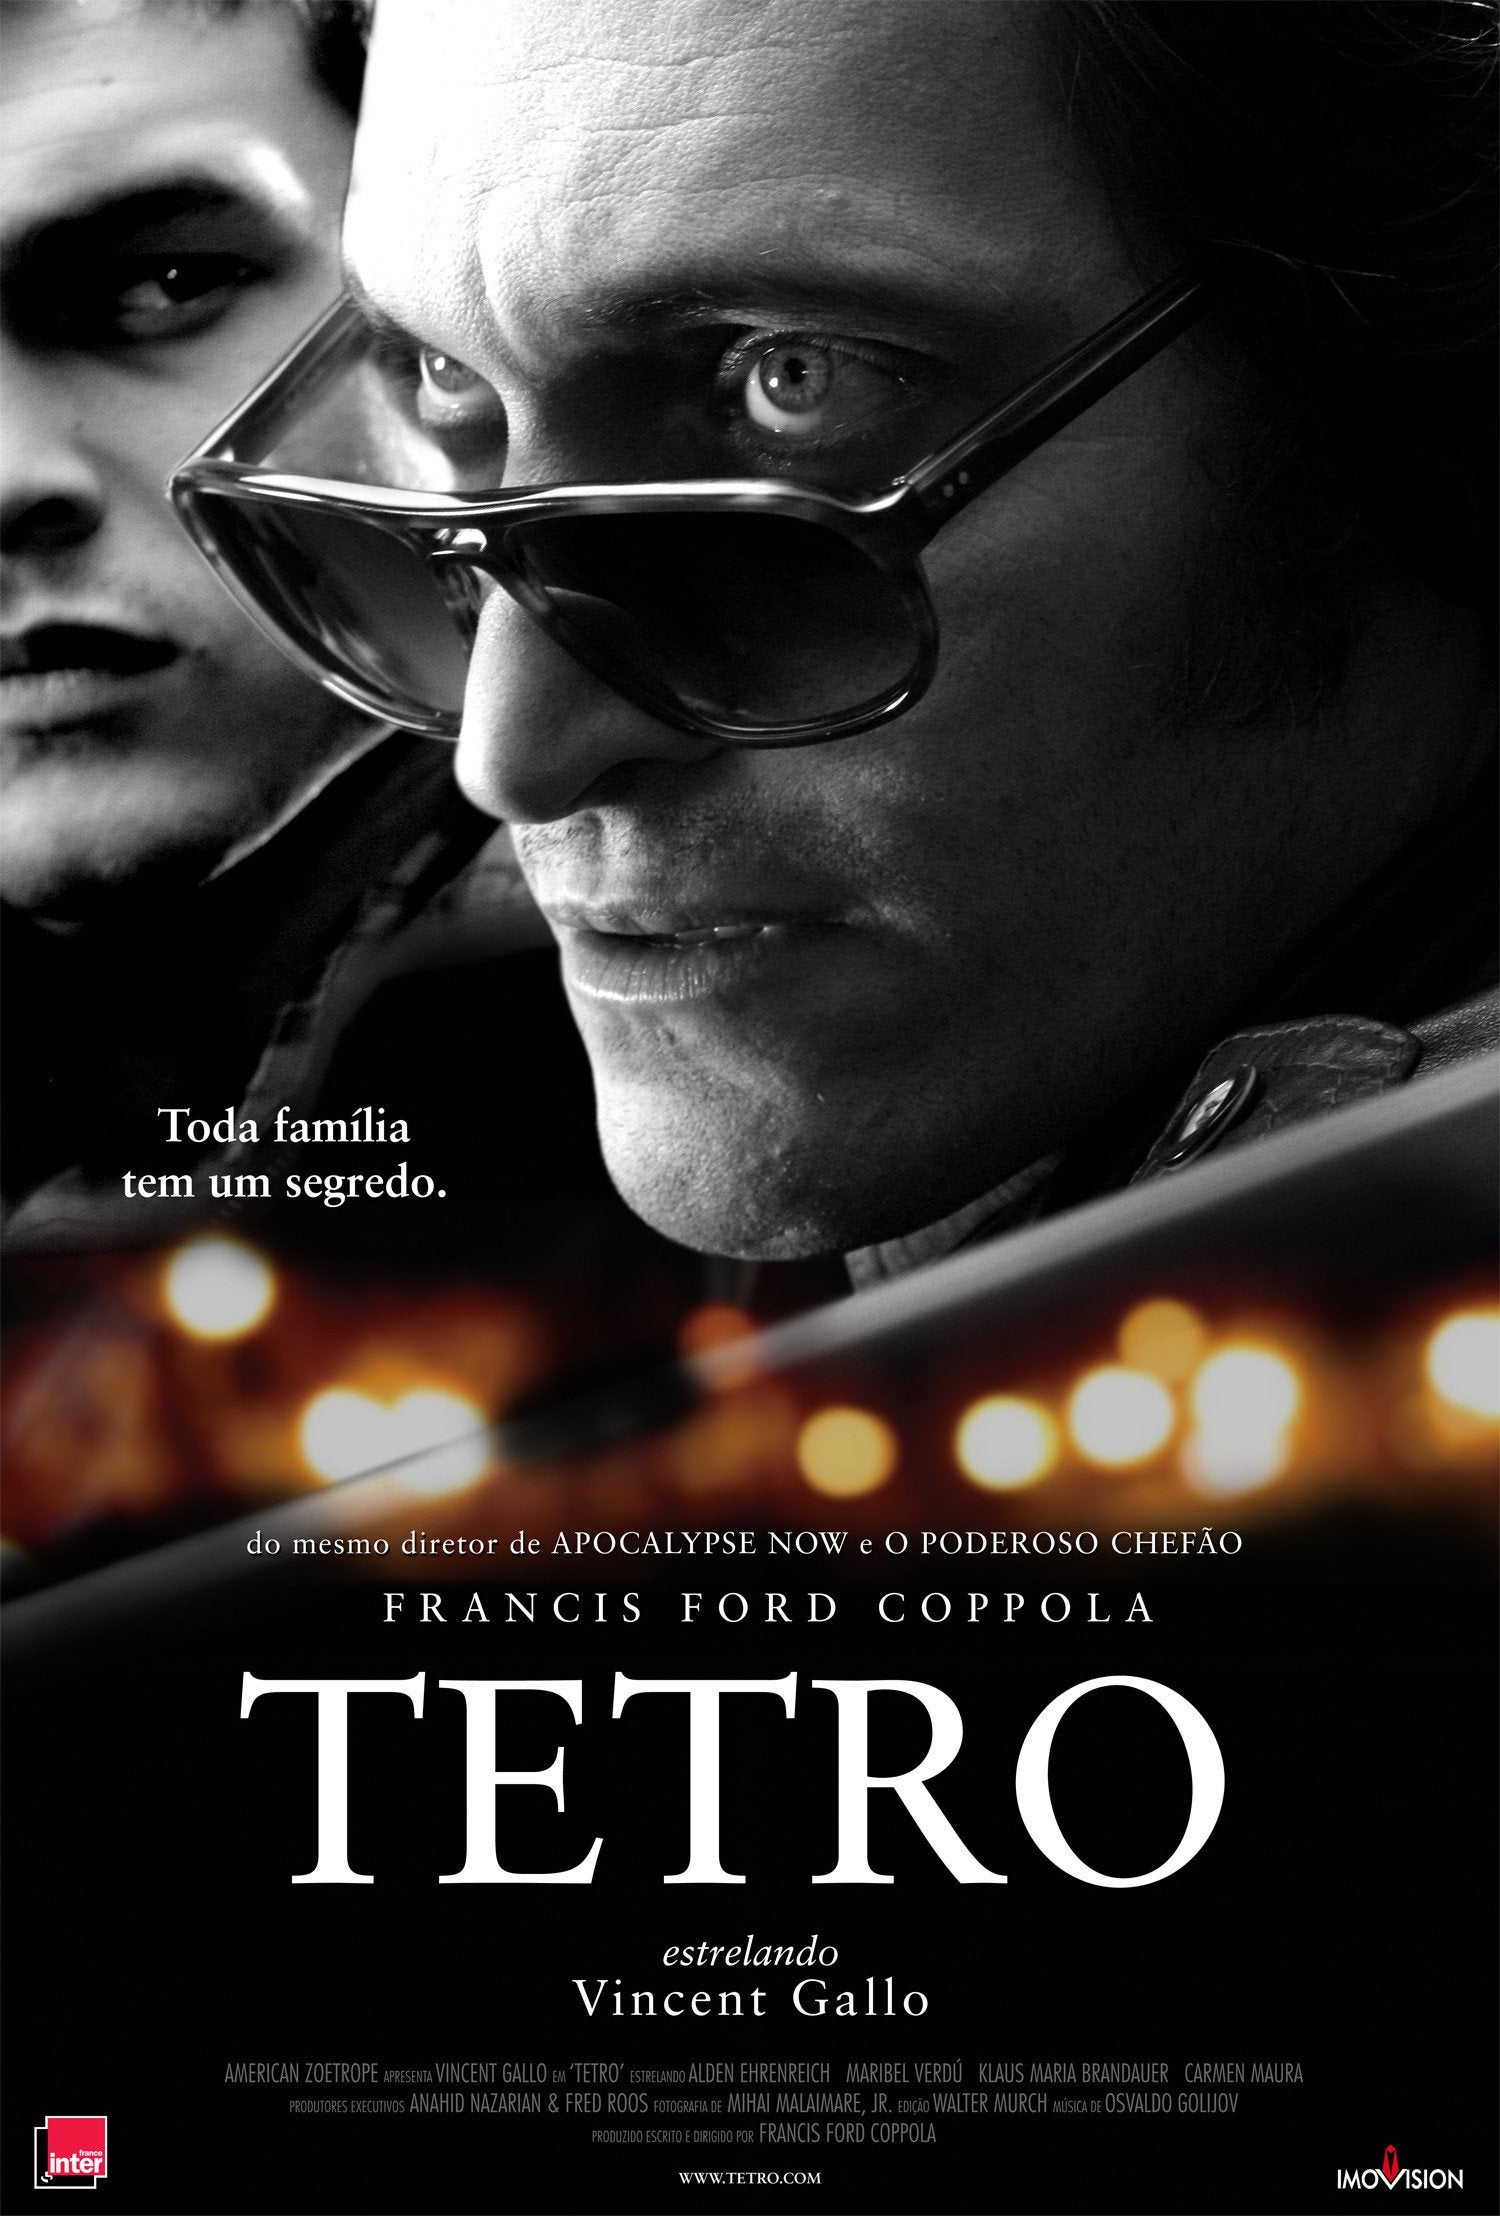 Toda família
tem um segredo.
do mesmo diretor de APOCALYPSE NOW e O PODEROSO CHEFÃO
FRANCIS FORD COPPOLA
TETRO
estrelando
Vincent Gallo
AMERICAN ZOETROPE APRESENTA VINCENT GALLO EM ‘TETRO’ ESTRELANDO ALDEN EHRENREICH MARIBEL VERDÚ KLAUS MARIA BRANDAUER CARMEN MAURA
PRODUTORES EXECUTIVOS ANAHID NAZARIAN & FRED ROOS FOTOGRAFIA DE MIHAI MALAIMARE, JR. EDIÇÃO WALTER MURCH MÚSICA DE OSVALDO GOLIJOV
PRODUZIDO ESCRITO E DIRIGIDO POR FRANCIS FORD COPPOLA
WWW.TETRO.COM
france
inter
IMOVISION